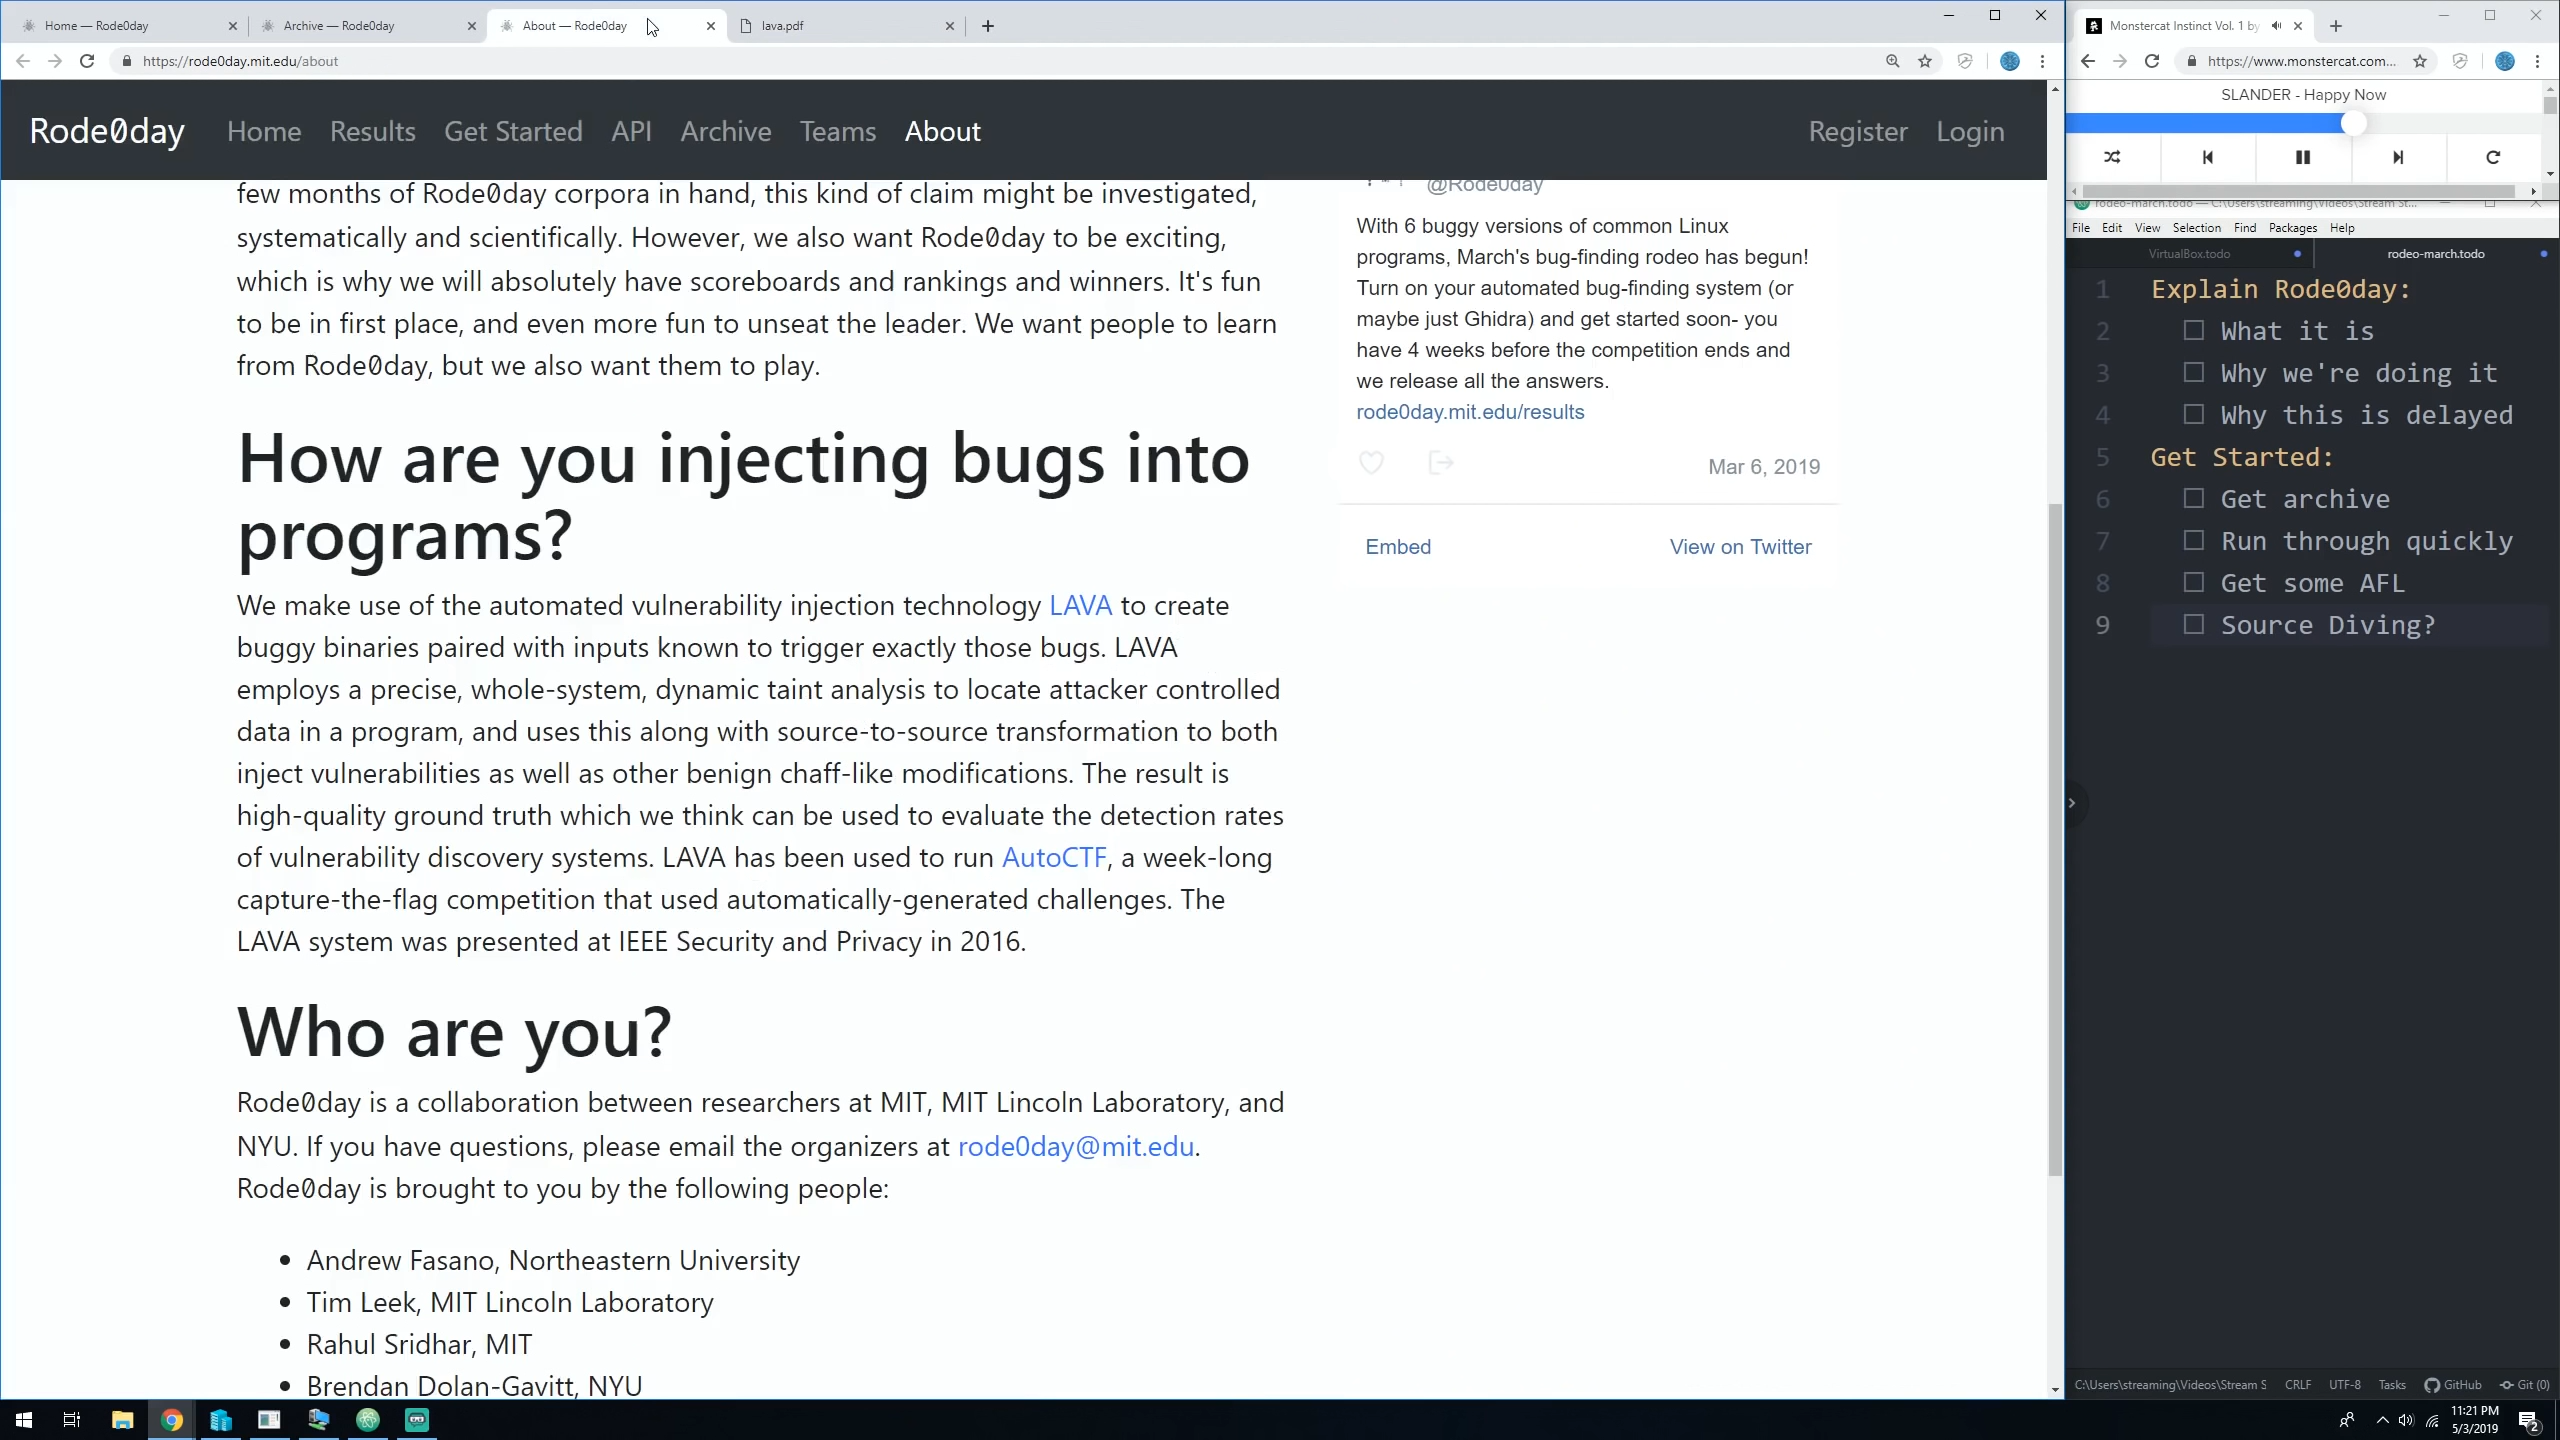 Home — Rode0day
Archive — Rode0day
About — Rode0day
lava.pdf
https://rode0day.mit.edu/about
Rode0day
Home
Results
Get Started
API
Archive
Teams
About
Register
Login
few months of Rode0day corpora in hand, this kind of claim might be investigated,
systematically and scientifically. However, we also want Rode0day to be exciting,
which is why we will absolutely have scoreboards and rankings and winners. It's fun
to be in first place, and even more fun to unseat the leader. We want people to learn
from Rode0day, but we also want them to play.
How are you injecting bugs into
programs?
We make use of the automated vulnerability injection technology LAVA to create
buggy binaries paired with inputs known to trigger exactly those bugs. LAVA
employs a precise, whole-system, dynamic taint analysis to locate attacker controlled
data in a program, and uses this along with source-to-source transformation to both
inject vulnerabilities as well as other benign chaff-like modifications. The result is
high-quality ground truth which we think can be used to evaluate the detection rates
of vulnerability discovery systems. LAVA has been used to run AutoCTF, a week-long
capture-the-flag competition that used automatically-generated challenges. The
LAVA system was presented at IEEE Security and Privacy in 2016.
Who are you?
Rode0day is a collaboration between researchers at MIT, MIT Lincoln Laboratory, and
NYU. If you have questions, please email the organizers at rode0day@mit.edu.
Rode0day is brought to you by the following people:
• Andrew Fasano, Northeastern University
• Tim Leek, MIT Lincoln Laboratory
• Rahul Sridhar, MIT
• Brendan Dolan-Gavitt, NYU
@Rode0day
With 6 buggy versions of common Linux
programs, March's bug-finding rodeo has begun!
Turn on your automated bug-finding system (or
maybe just Ghidra) and get started soon- you
have 4 weeks before the competition ends and
we release all the answers.
rode0day.mit.edu/results
Mar 6, 2019
Embed
View on Twitter
Monstercat Instinct Vol. 1 by
https://www.monstercat.com...
SLANDER - Happy Now
rodeo-march.todo — C:\Users\streaming\Videos\Stream St...
File Edit View Selection Find Packages Help
VirtualBox.todo
rodeo-march.todo
1 Explain Rode0day:
2 ☐ What it is
3 ☐ Why we're doing it
4 ☐ Why this is delayed
5 Get Started:
6 ☐ Get archive
7 ☐ Run through quickly
8 ☐ Get some AFL
9 ☐ Source Diving?
C:\Users\streaming\Videos\Stream S
CRLF
UTF-8
Tasks
GitHub
Git (0)
11:21 PM
5/3/2019
2